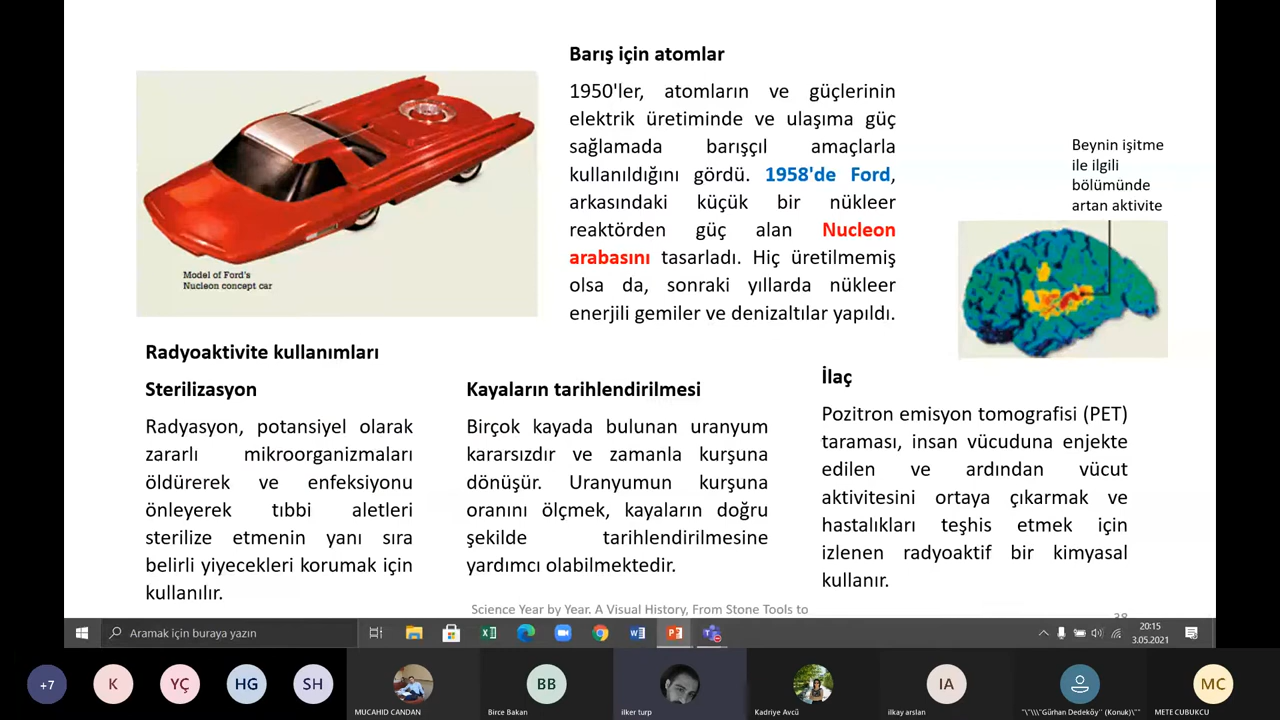 Barış için atomlar
1950'ler, atomların ve güçlerinin
elektrik üretiminde ve ulaşıma güç
sağlamada barışçıl amaçlarla
kullanıldığını gördü. 1958'de Ford,
arkasındaki küçük bir nükleer
reaktörden güç alan Nucleon
arabasını tasarladı. Hiç üretilmemiş
olsa da, sonraki yıllarda nükleer
enerjili gemiler ve denizaltılar yapıldı.
Model of Ford's
Nucleon concept car
Beynin işitme
ile ilgili
bölümünde
artan aktivite
Radyoaktivite kullanımları
Sterilizasyon
Radyasyon, potansiyel olarak
zararlı mikroorganizmaları
öldürerek ve enfeksiyonu
önleyerek tıbbi aletleri
sterilize etmenin yanı sıra
belirli yiyecekleri korumak için
kullanılır.
Kayaların tarihlendirilmesi
Birçok kayada bulunan uranyum
kararsızdır ve zamanla kurşuna
dönüşür. Uranyumun kurşuna
oranını ölçmek, kayaların doğru
şekilde tarihlendirilmesine
yardımcı olabilmektedir.
İlaç
Pozitron emisyon tomografisi (PET)
taraması, insan vücuduna enjekte
edilen ve ardından vücut
aktivitesini ortaya çıkarmak ve
hastalıkları teşhis etmek için
izlenen radyoaktif bir kimyasal
kullanır.
Science Year by Year. A Visual History, From Stone Tools to
38
Aramak için buraya yazın
20:15
3.05.2021
+7
K
YÇ
HG
SH
MUCAHID CANDAN
BB
Birce Bakan
ilker turp
Kadriye Avcü
IA
ilkay arslan
"\"\\\"Gürhan Dedeköy" (Konuk)\""
MC
METE CUBUKCU